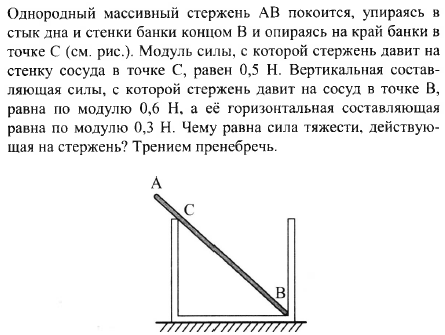 Однородный массивный стержень АВ покоится, упираясь в
стык дна и стенки банки концом В и опираясь на край банки в
точке С (см. рис.). Модуль силы, с которой стержень давит на
стенку сосуда в точке С, равен 0,5 Н. Вертикальная состав-
ляющая силы, с которой стержень давит на сосуд в точке В,
равна по модулю 0,6 Н, а её горизонтальная составляющая
равна по модулю 0,3 Н. Чему равна сила тяжести, действую-
щая на стержень? Трением пренебречь.
А
С
В